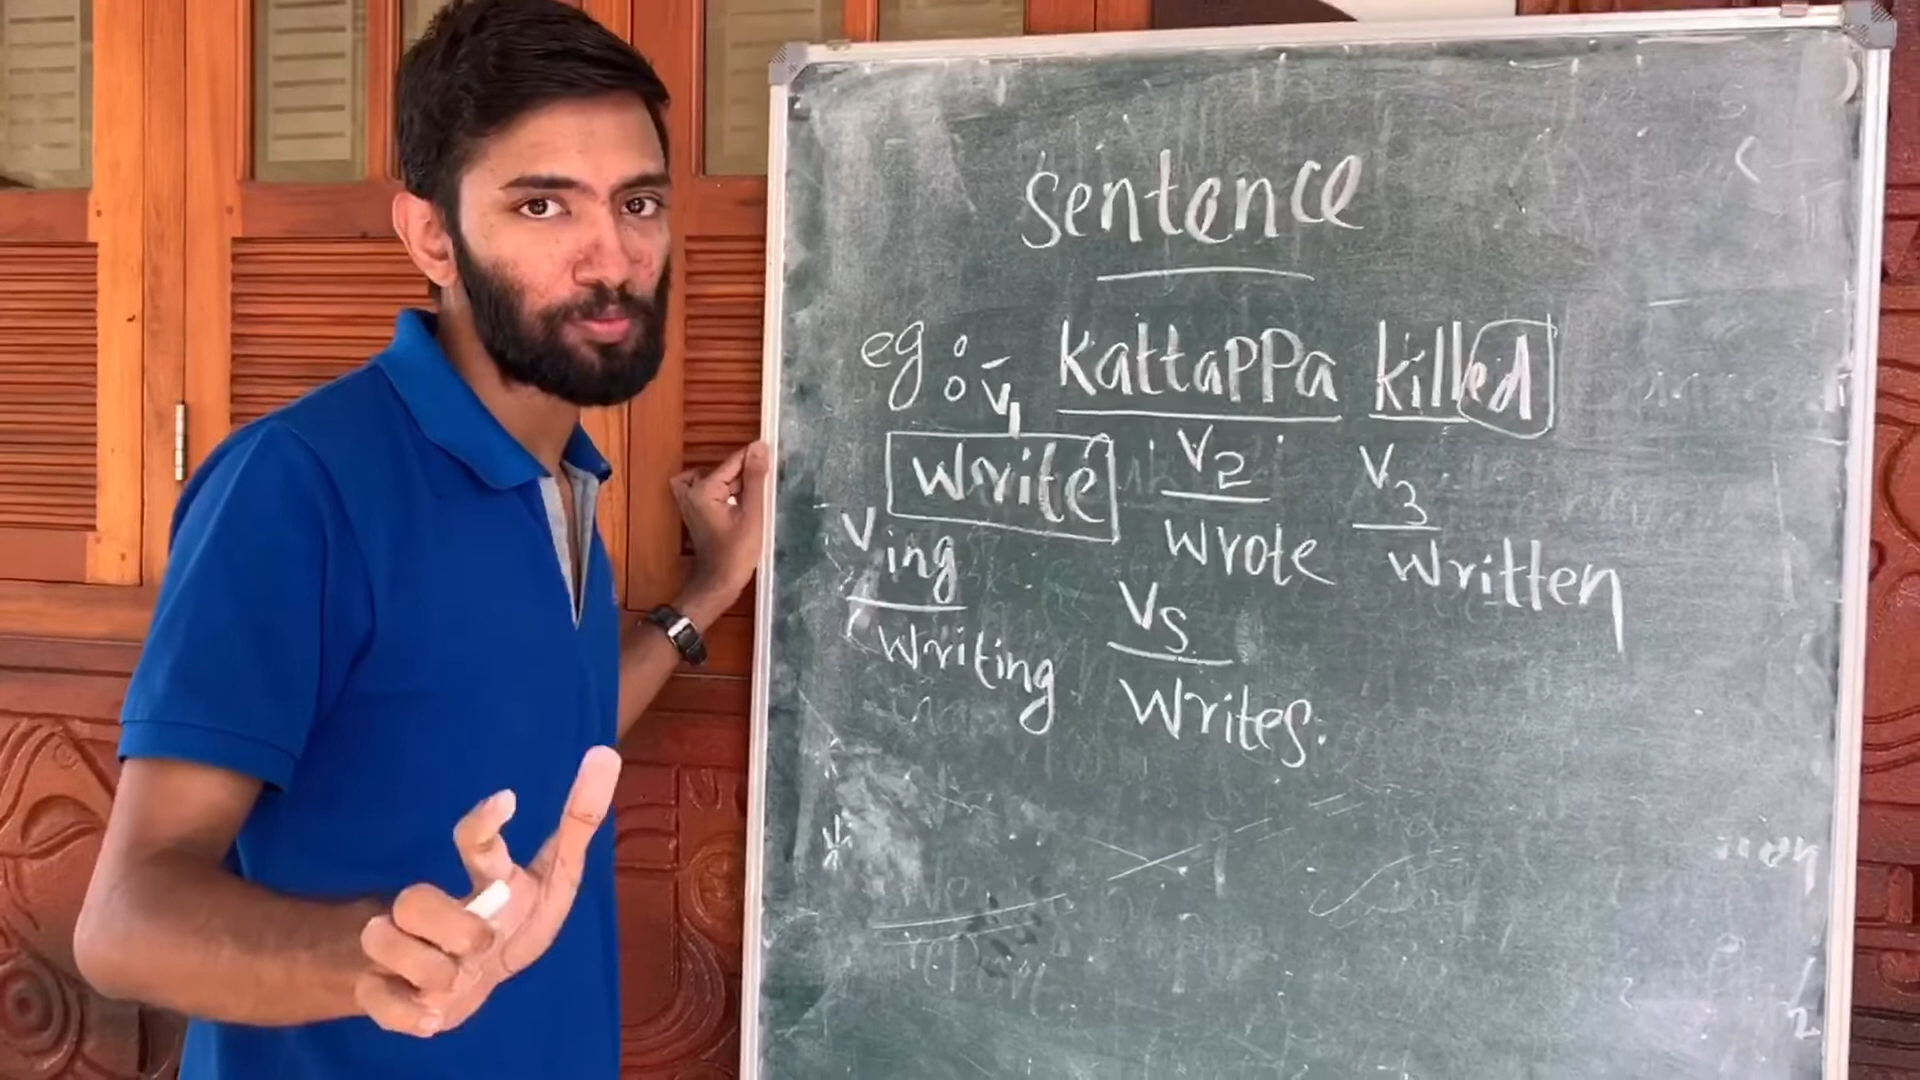 Sentence
eg : Kattappa killed
V1
Write V2 V3
Wrote Written
Ving Vs
Writing Writes.